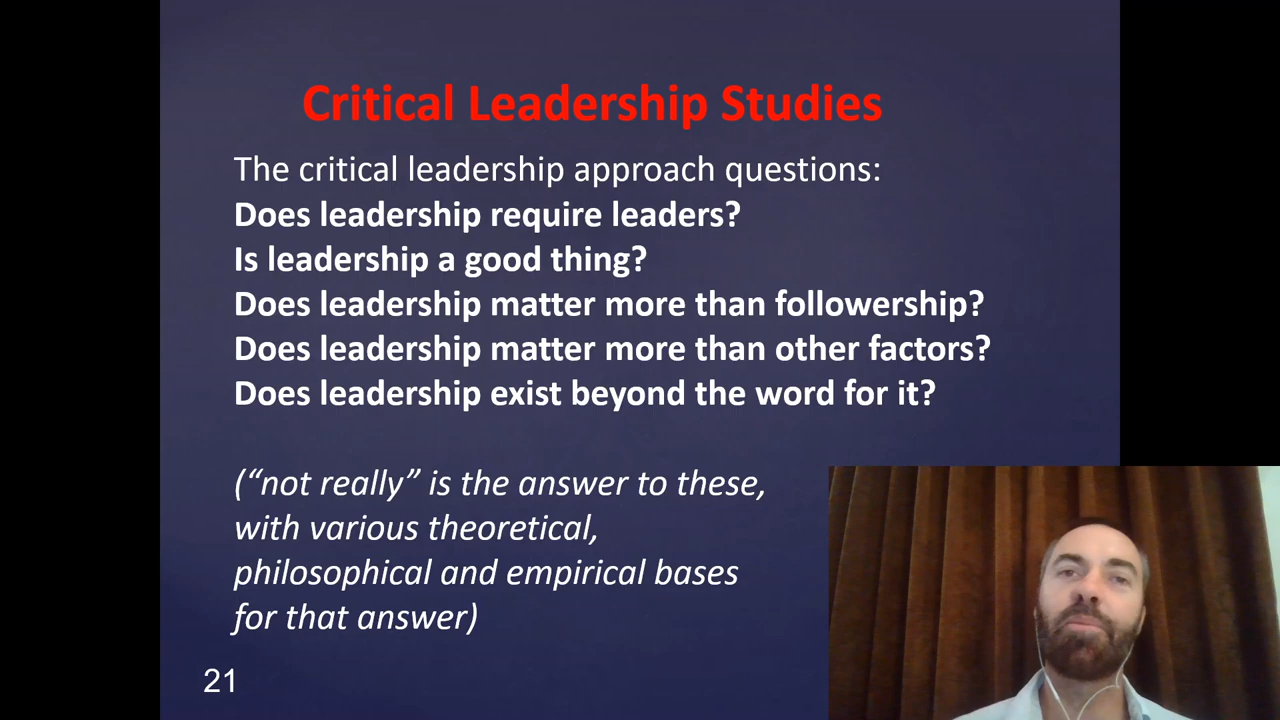 Critical Leadership Studies
The critical leadership approach questions:
Does leadership require leaders?
Is leadership a good thing?
Does leadership matter more than followership?
Does leadership matter more than other factors?
Does leadership exist beyond the word for it?
(“not really” is the answer to these,
with various theoretical,
philosophical and empirical bases
for that answer)
21